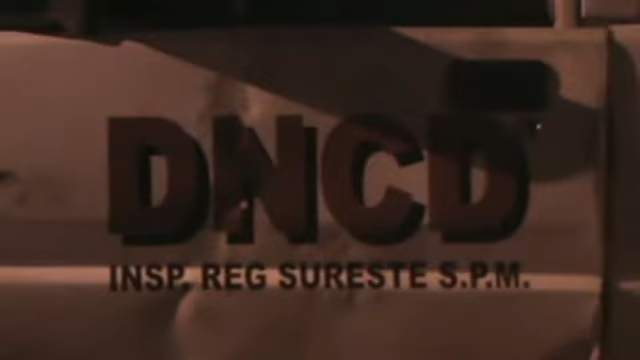 DNCD
INSP. REG SURESTE S.P.M.